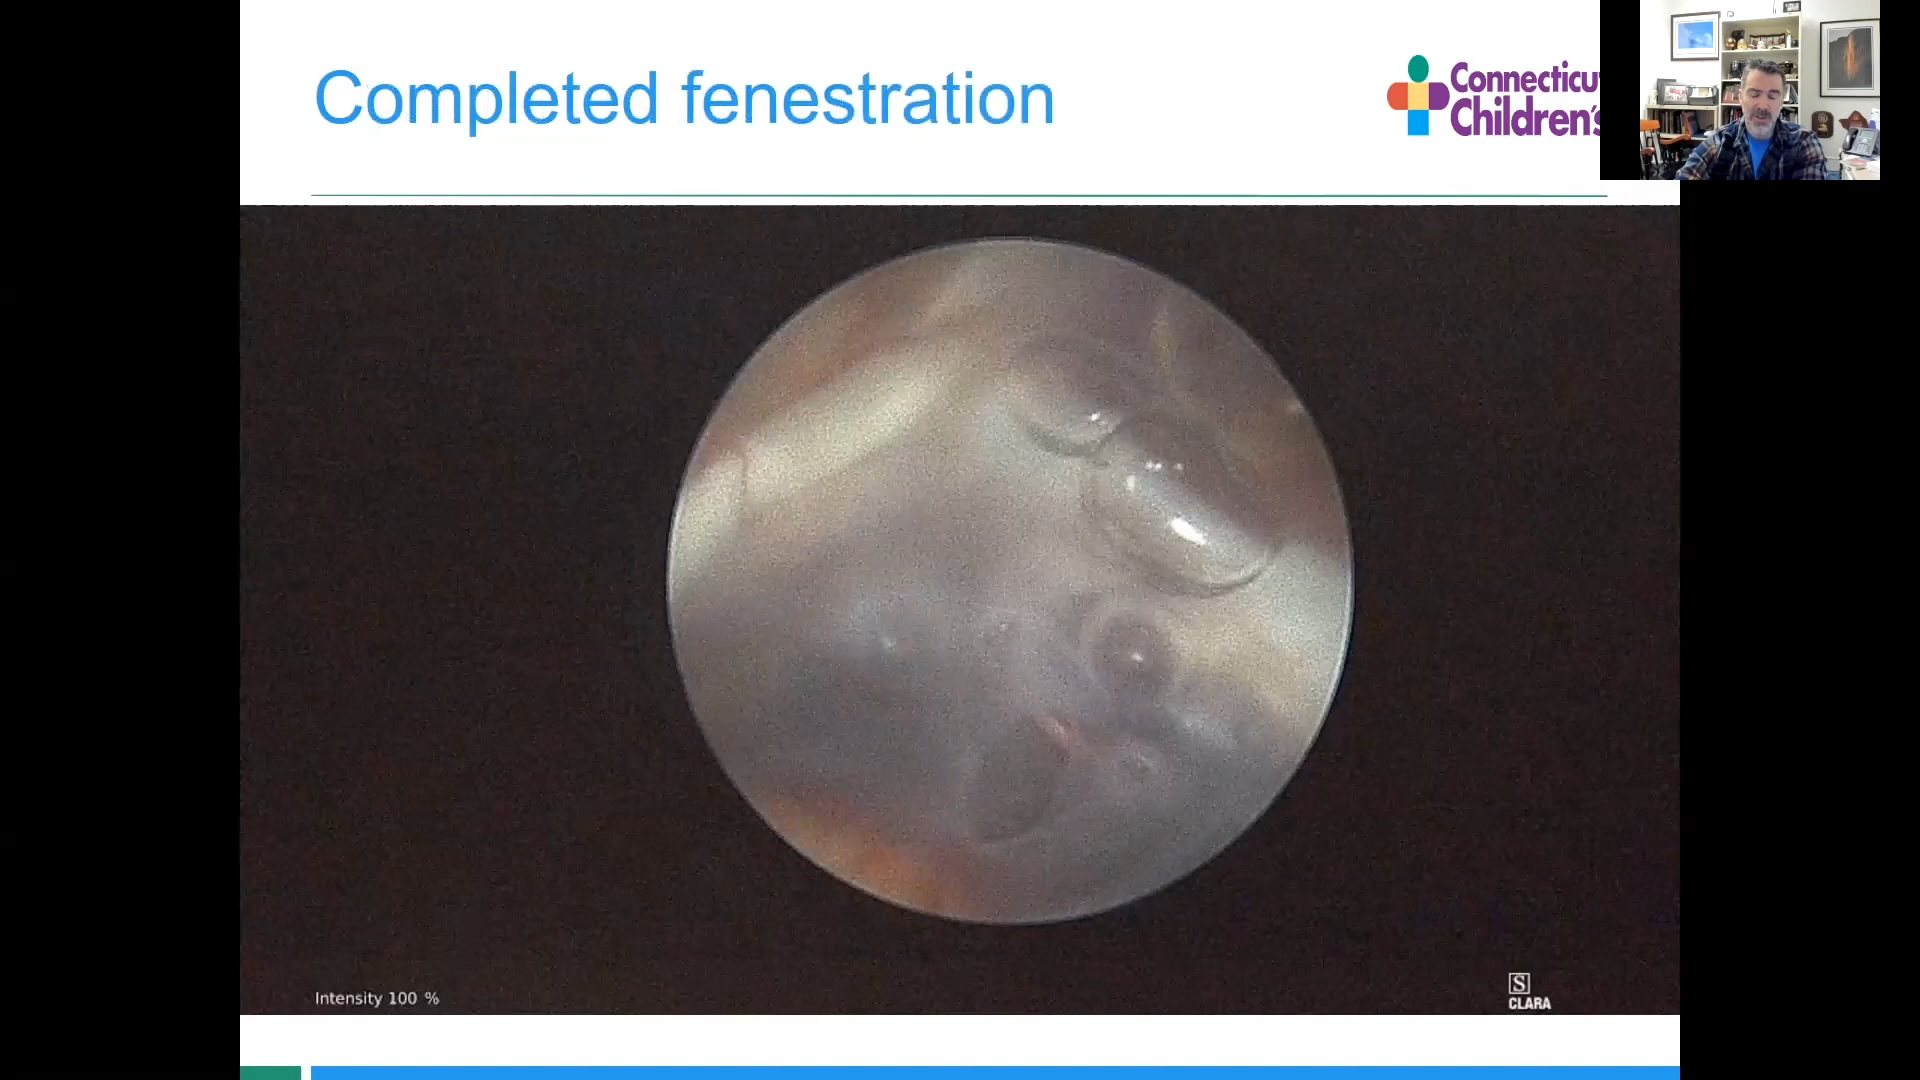 Completed fenestration
Connecticu
Children's
Intensity 100 %
S
CLARA